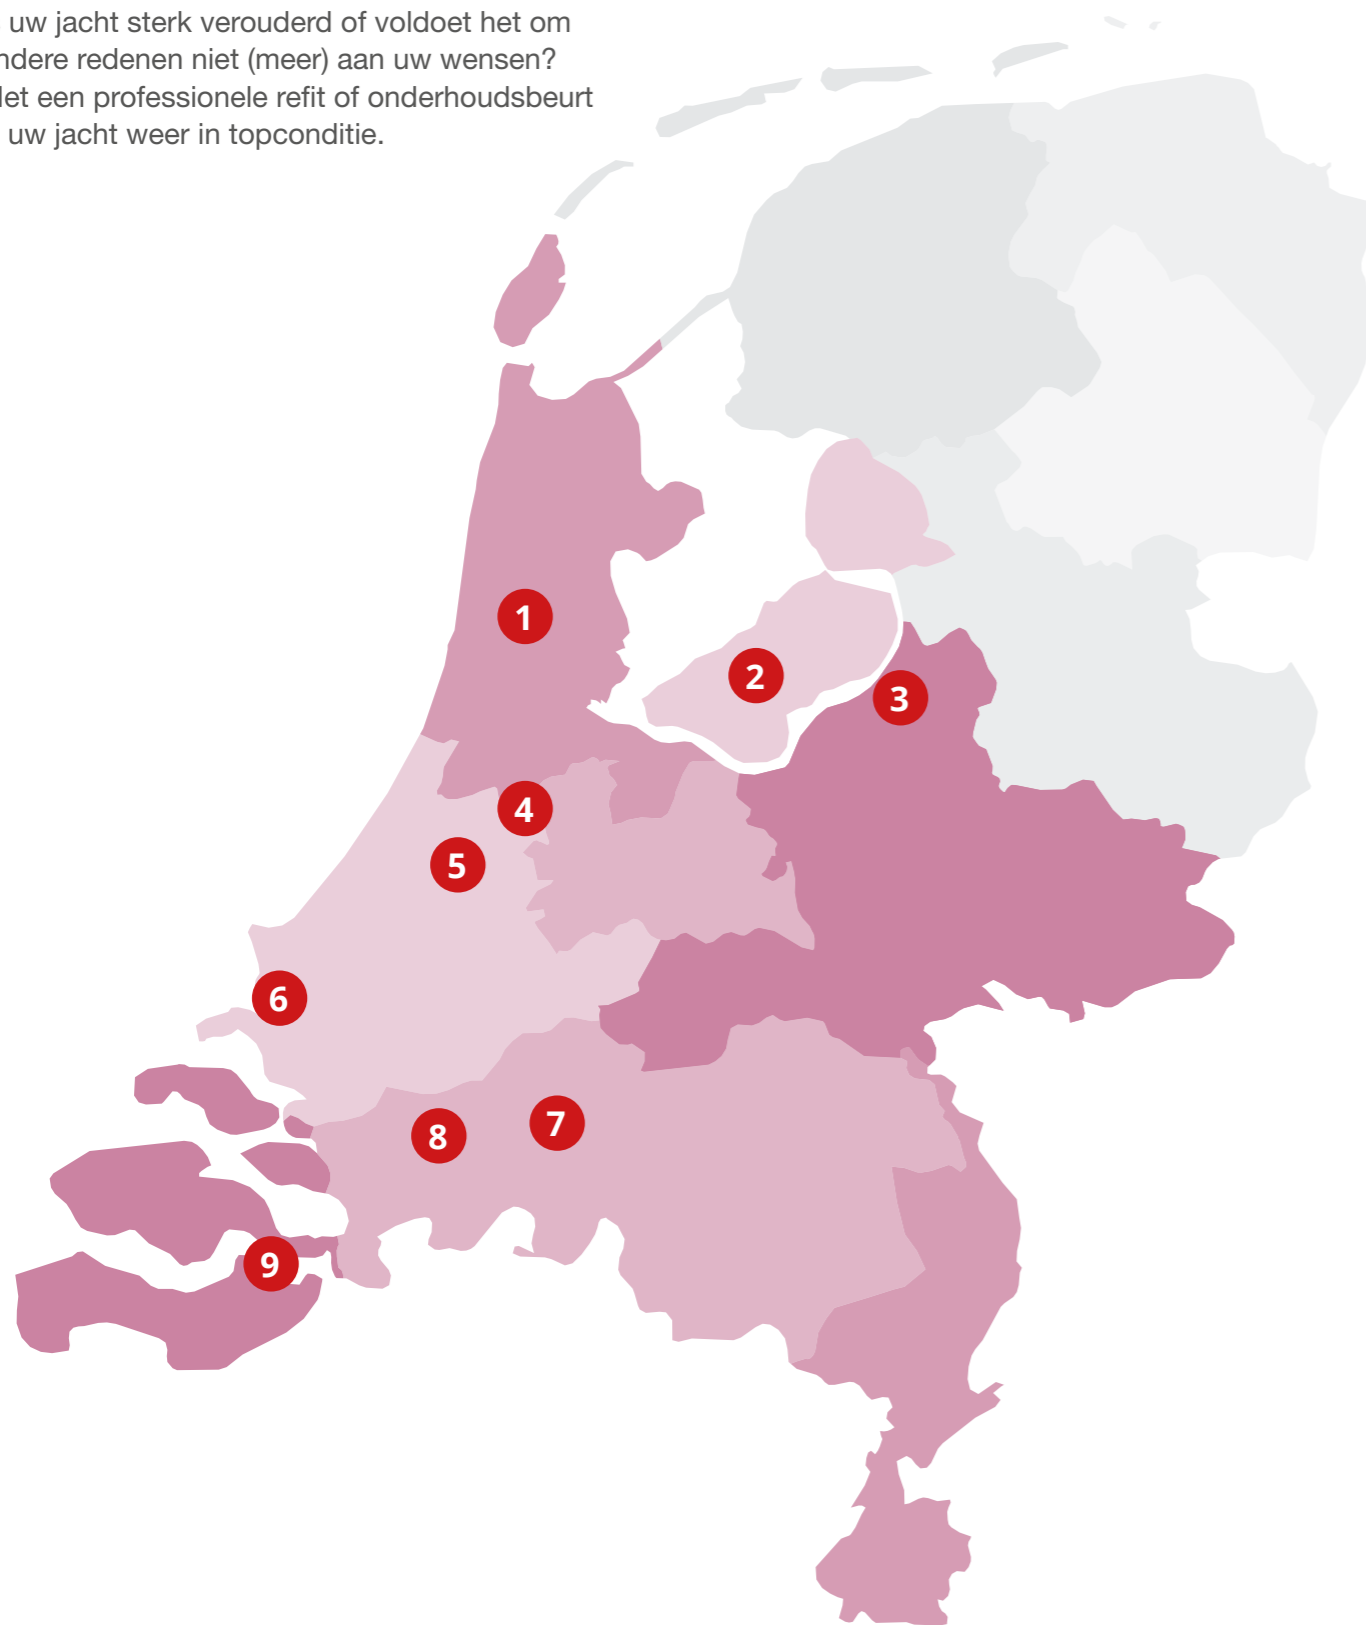 uw jacht sterk verouderd of voldoet het om
ndere redenen niet (meer) aan uw wensen?
et een professionele refit of onderhoudsbeurt
uw jacht weer in topconditie.
1
2
3
4
5
6
7
8
9